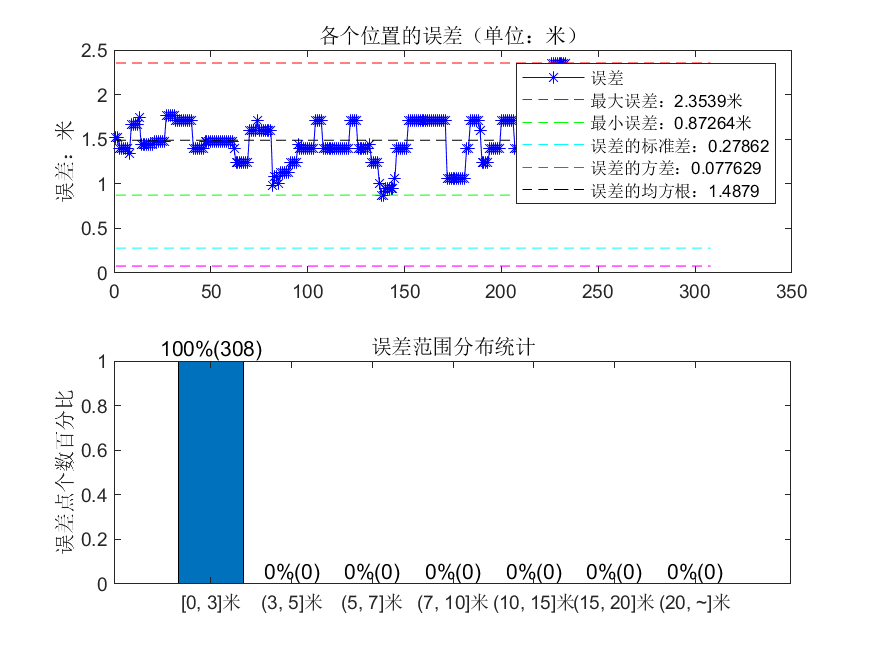 各个位置的误差（单位：米）
误差：米
2.5
2
1.5
1
0.5
0
0 50 100 150 200 250 300 350
误差
最大误差：2.3539米
最小误差：0.87264米
误差的标准差：0.27862
误差的方差：0.077629
误差的均方根：1.4879
误差范围分布统计
误差点个数百分比
1
0.8
0.6
0.4
0.2
0
100%(308) 0%(0) 0%(0) 0%(0) 0%(0) 0%(0) 0%(0)
[0, 3]米 (3, 5]米 (5, 7]米 (7, 10]米 (10, 15]米 (15, 20]米 (20, ~]米